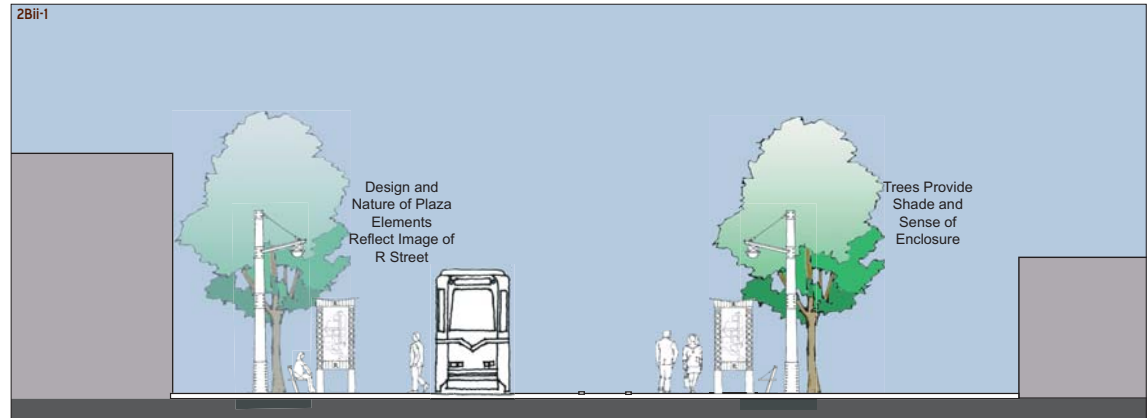 2Bii-1
Design and
Nature of Plaza
Elements
Reflect Image of
R Street
Trees Provide
Shade and
Sense of
Enclosure